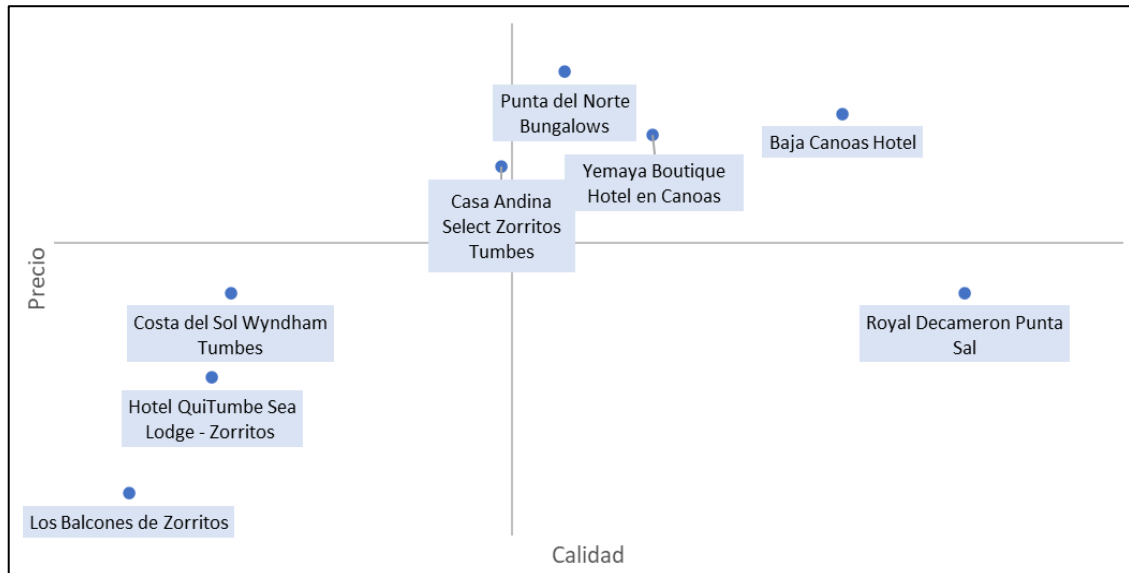 Punta del Norte
Bungalows
Baja Canoas Hotel
Yemaya Boutique
Hotel en Canoas
Casa Andina
Select Zorritos
Tumbes
Precio
Costa del Sol Wyndham
Tumbes
Royal Decameron Punta
Sal
Hotel QuiTumbe Sea
Lodge - Zorritos
Los Balcones de Zorritos
Calidad